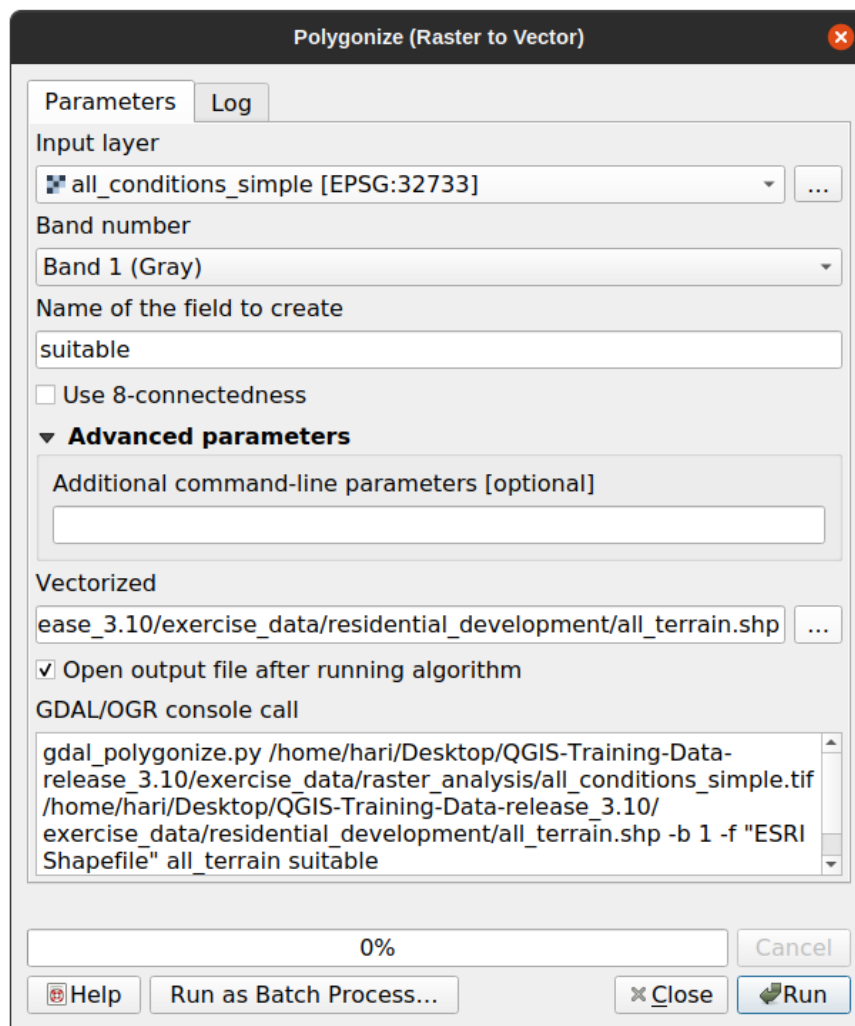 Polygonize (Raster to Vector)
Parameters
Log
Input layer
all_conditions_simple [EPSG:32733]
...
Band number
Band 1 (Gray)
Name of the field to create
suitable
Use 8-connectedness
Advanced parameters
Additional command-line parameters [optional]
Vectorized
ease_3.10/exercise_data/residential_development/all_terrain.shp
...
Open output file after running algorithm
GDAL/OGR console call
gdal_polygonize.py /home/hari/Desktop/QGIS-Training-Data-
release_3.10/exercise_data/raster_analysis/all_conditions_simple.tif
/home/hari/Desktop/QGIS-Training-Data-release_3.10/
exercise_data/residential_development/all_terrain.shp -b 1 -f "ESRI
Shapefile" all_terrain suitable
0%
Cancel
Help
Run as Batch Process...
Close
Run